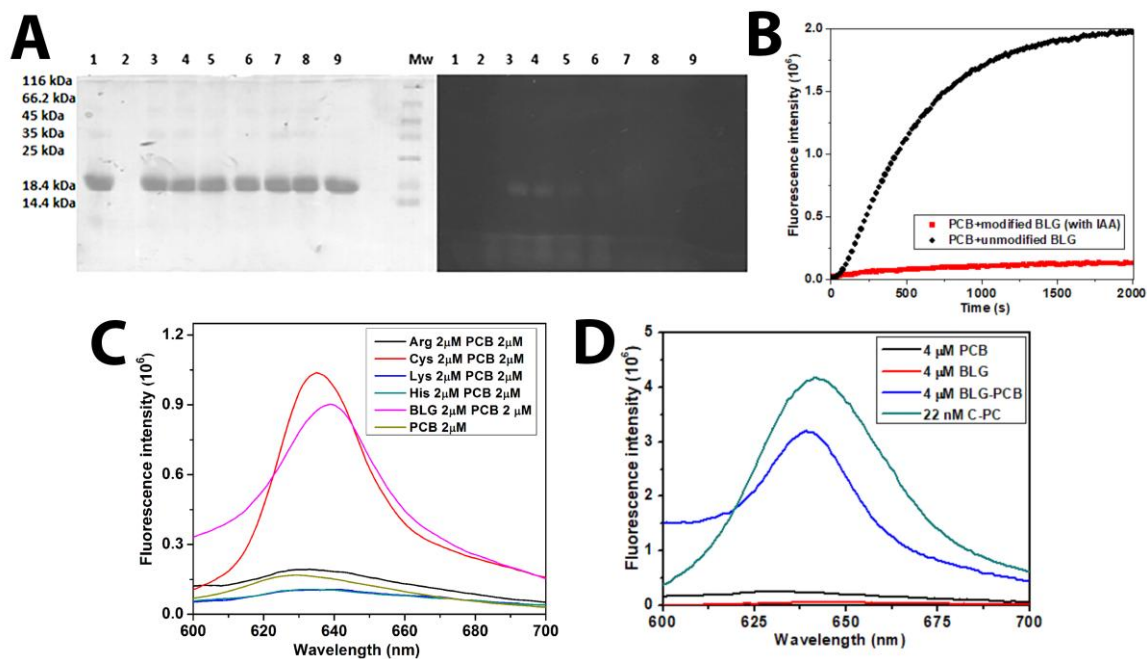 A
1 2 3 4 5 6 7 8 9 Mw 1 2 3 4 5 6 7 8 9
116 kDa
66.2 kDa
45 kDa
35 kDa
25 kDa
18.4 kDa
14.4 kDa
B
Fluorescence intensity (10⁶)
2.0
1.5
1.0
0.5
0.0
PCB+modified BLG (with IAA)
PCB+unmodified BLG
0 500 1000 1500 2000
Time (s)
C
Fluorescence intensity (10⁶)
1.2
0.9
0.6
0.3
0.0
Arg 2μM PCB 2μM
Cys 2μM PCB 2μM
Lys 2μM PCB 2μM
His 2μM PCB 2μM
BLG 2μM PCB 2 μM
PCB 2μM
600 620 640 660 680 700
Wavelength (nm)
D
Fluorescence intensity (10⁶)
5
4
3
2
1
0
4 μM PCB
4 μM BLG
4 μM BLG-PCB
22 nM C-PC
600 625 650 675 700
Wavelength (nm)